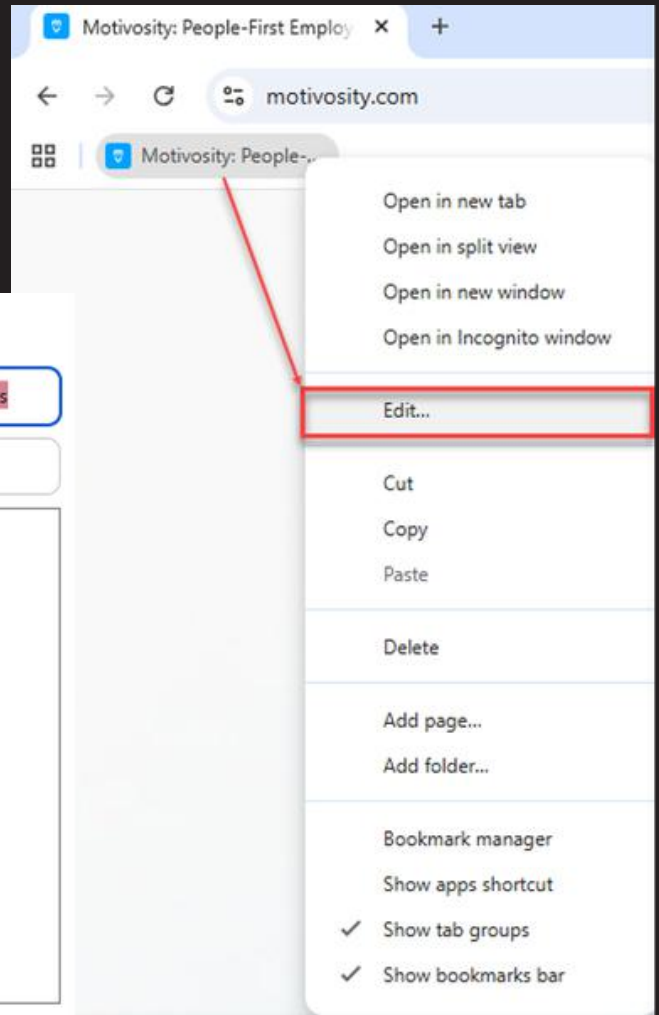 Motivosity: People-First Employ
motivosity.com
Motivosity: People-...
Open in new tab
Open in split view
Open in new window
Open in Incognito window
s
Edit...
Cut
Copy
Paste
Delete
Add page...
Add folder...
Bookmark manager
Show apps shortcut
Show tab groups
Show bookmarks bar